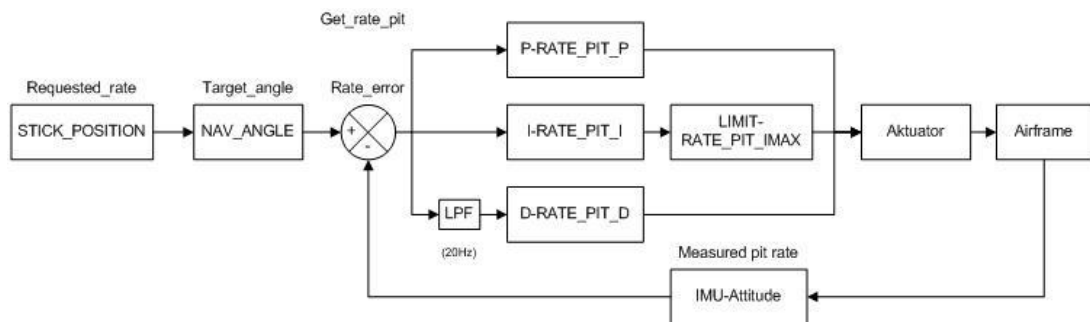 Get_rate_pit
P-RATE_PIT_P
Requested_rate
Target_angle
Rate_error
STICK_POSITION
NAV_ANGLE
+
-
I-RATE_PIT_I
LIMIT-
RATE_PIT_IMAX
Aktuator
Airframe
LPF
(20Hz)
D-RATE_PIT_D
Measured pit rate
IMU-Attitude